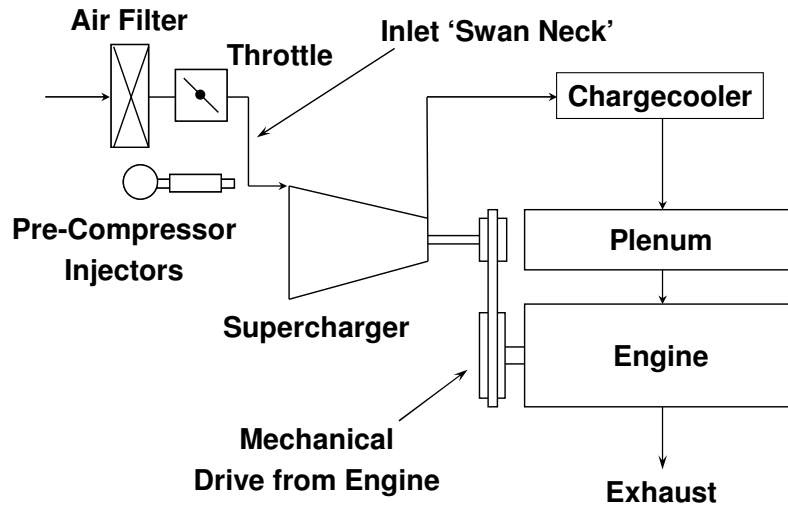 Air Filter
Throttle
Inlet ‘Swan Neck’
Chargecooler
Pre-Compressor
Injectors
Plenum
Supercharger
Engine
Mechanical
Drive from Engine
Exhaust